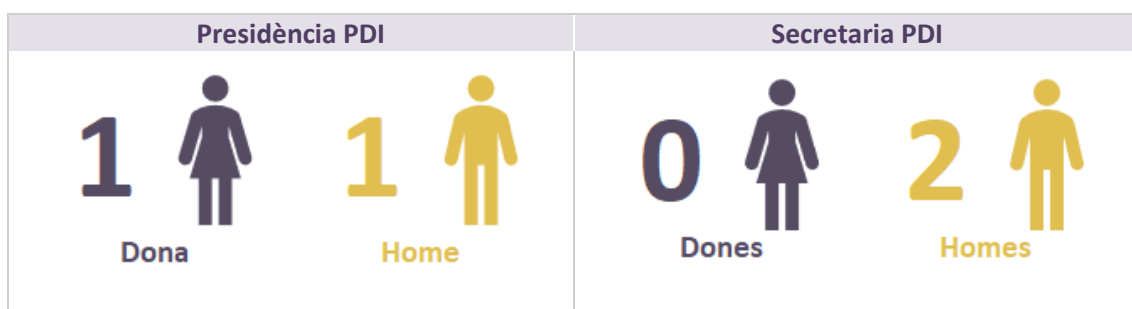 Presidència PDI
Secretaria PDI
1
1
0
2
Dona
Home
Dones
Homes